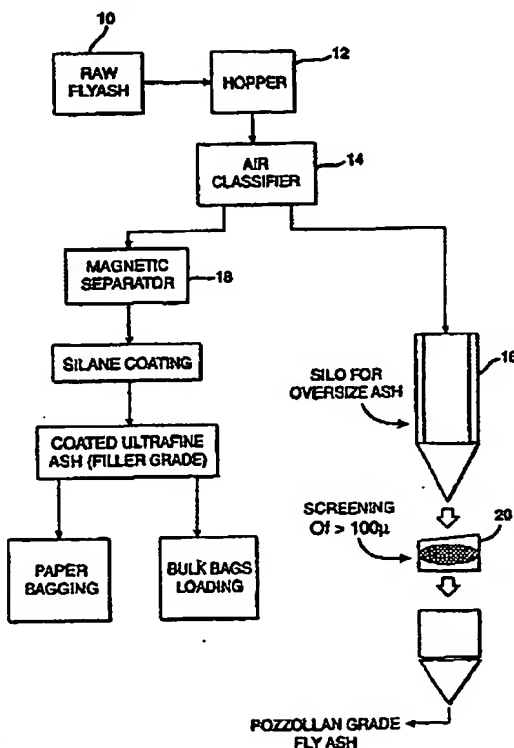 10
RAW
FLYASH
12
HOPPER
AIR
CLASSIFIER
14
MAGNETIC
SEPARATOR
18
SILANE COATING
COATED ULTRAFINE
ASH (FILLER GRADE)
PAPER
BAGGING
BULK BAGS
LOADING
16
SILO FOR
OVERSIZE ASH
SCREENING
Of > 100µ
20
POZZOLLAN GRADE
FLY ASH